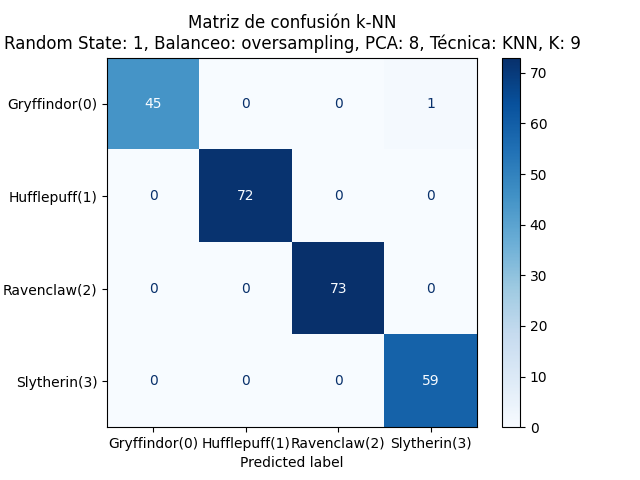 Matriz de confusión k-NN
Random State: 1, Balanceo: oversampling, PCA: 8, Técnica: KNN, K: 9
Gryffindor(0) 45 0 0 1
Hufflepuff(1) 0 72 0 0
Ravenclaw(2) 0 0 73 0
Slytherin(3) 0 0 0 59
Gryffindor(0) Hufflepuff(1) Ravenclaw(2) Slytherin(3)
Predicted label
70
60
50
40
30
20
10
0